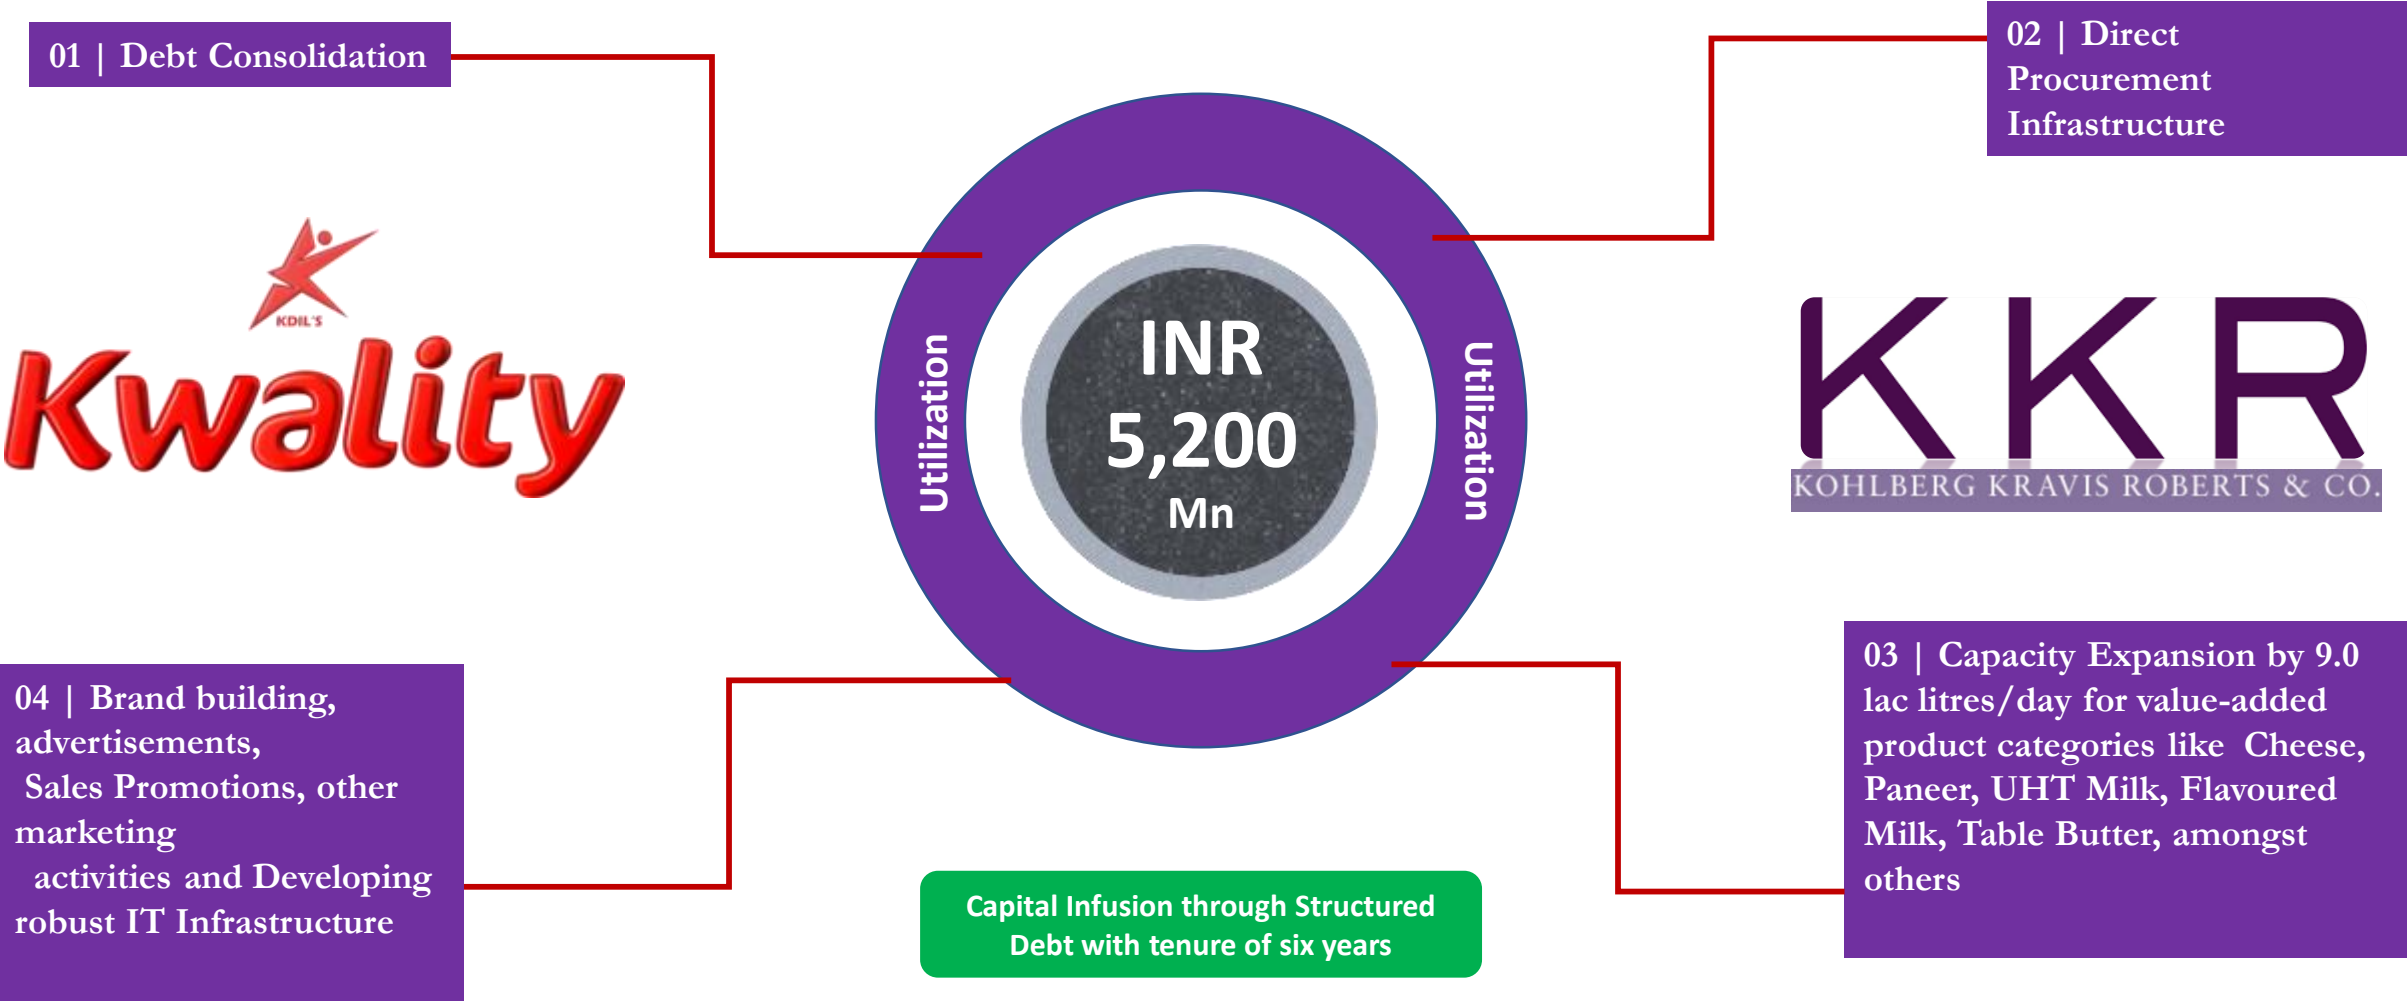 01 | Debt Consolidation
02 | Direct
Procurement
Infrastructure
KDIL'S
Kwality
Utilization
INR
5,200
Mn
Utilization
KKR
KOHLBERG KRAVIS ROBERTS & CO.
03 | Capacity Expansion by 9.0
lac litres/day for value-added
product categories like Cheese,
Paneer, UHT Milk, Flavoured
Milk, Table Butter, amongst
others
04 | Brand building,
advertisements,
Sales Promotions, other
marketing
activities and Developing
robust IT Infrastructure
Capital Infusion through Structured
Debt with tenure of six years